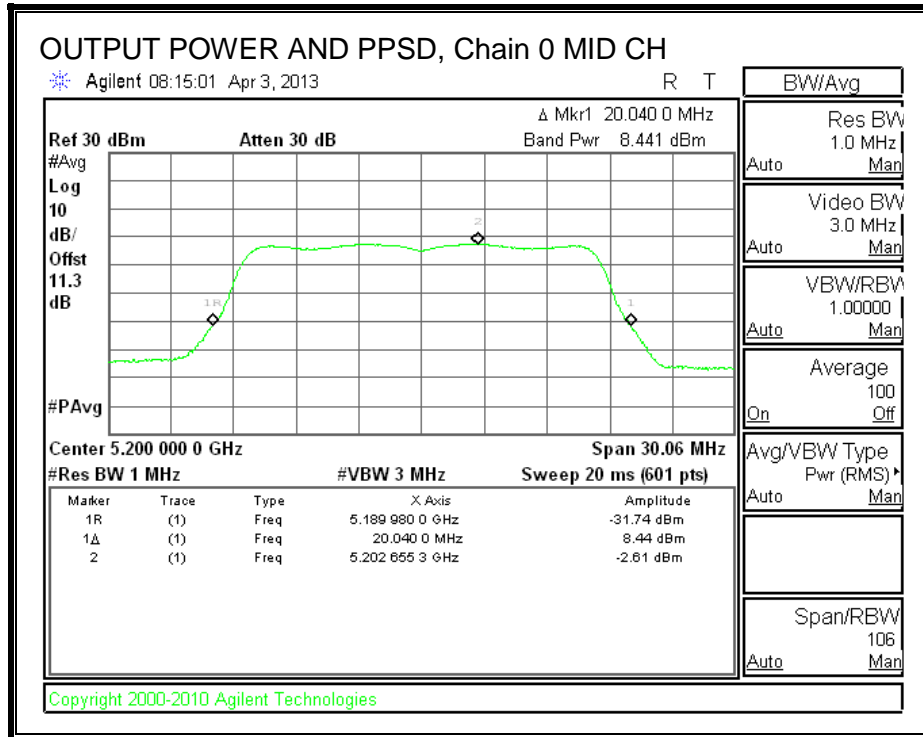 OUTPUT POWER AND PPSD, Chain 0 MID CH
Agilent 08:15:01 Apr 3, 2013 R T
Δ Mkr1 20.040 0 MHz
Ref 30 dBm Atten 30 dB Band Pwr 8.441 dBm
#Avg
Log
10
dB/
Offst
11.3
dB
#PAvg
1R
2
1
Center 5.200 000 0 GHz Span 30.06 MHz
#Res BW 1 MHz #VBW 3 MHz Sweep 20 ms (601 pts)
Marker Trace Type X Axis Amplitude
1R (1) Freq 5.189 980 0 GHz -31.74 dBm
1Δ (1) Freq 20.040 0 MHz 8.44 dBm
2 (1) Freq 5.202 655 3 GHz -2.61 dBm
BW/Avg
Res BW
1.0 MHz
Auto Man
Video BW
3.0 MHz
Auto Man
VBW/RBW
1.00000
Auto Man
Average
100
On Off
Avg/VBW Type
Pwr (RMS)
Auto Man
Span/RBW
106
Auto Man
Copyright 2000-2010 Agilent Technologies